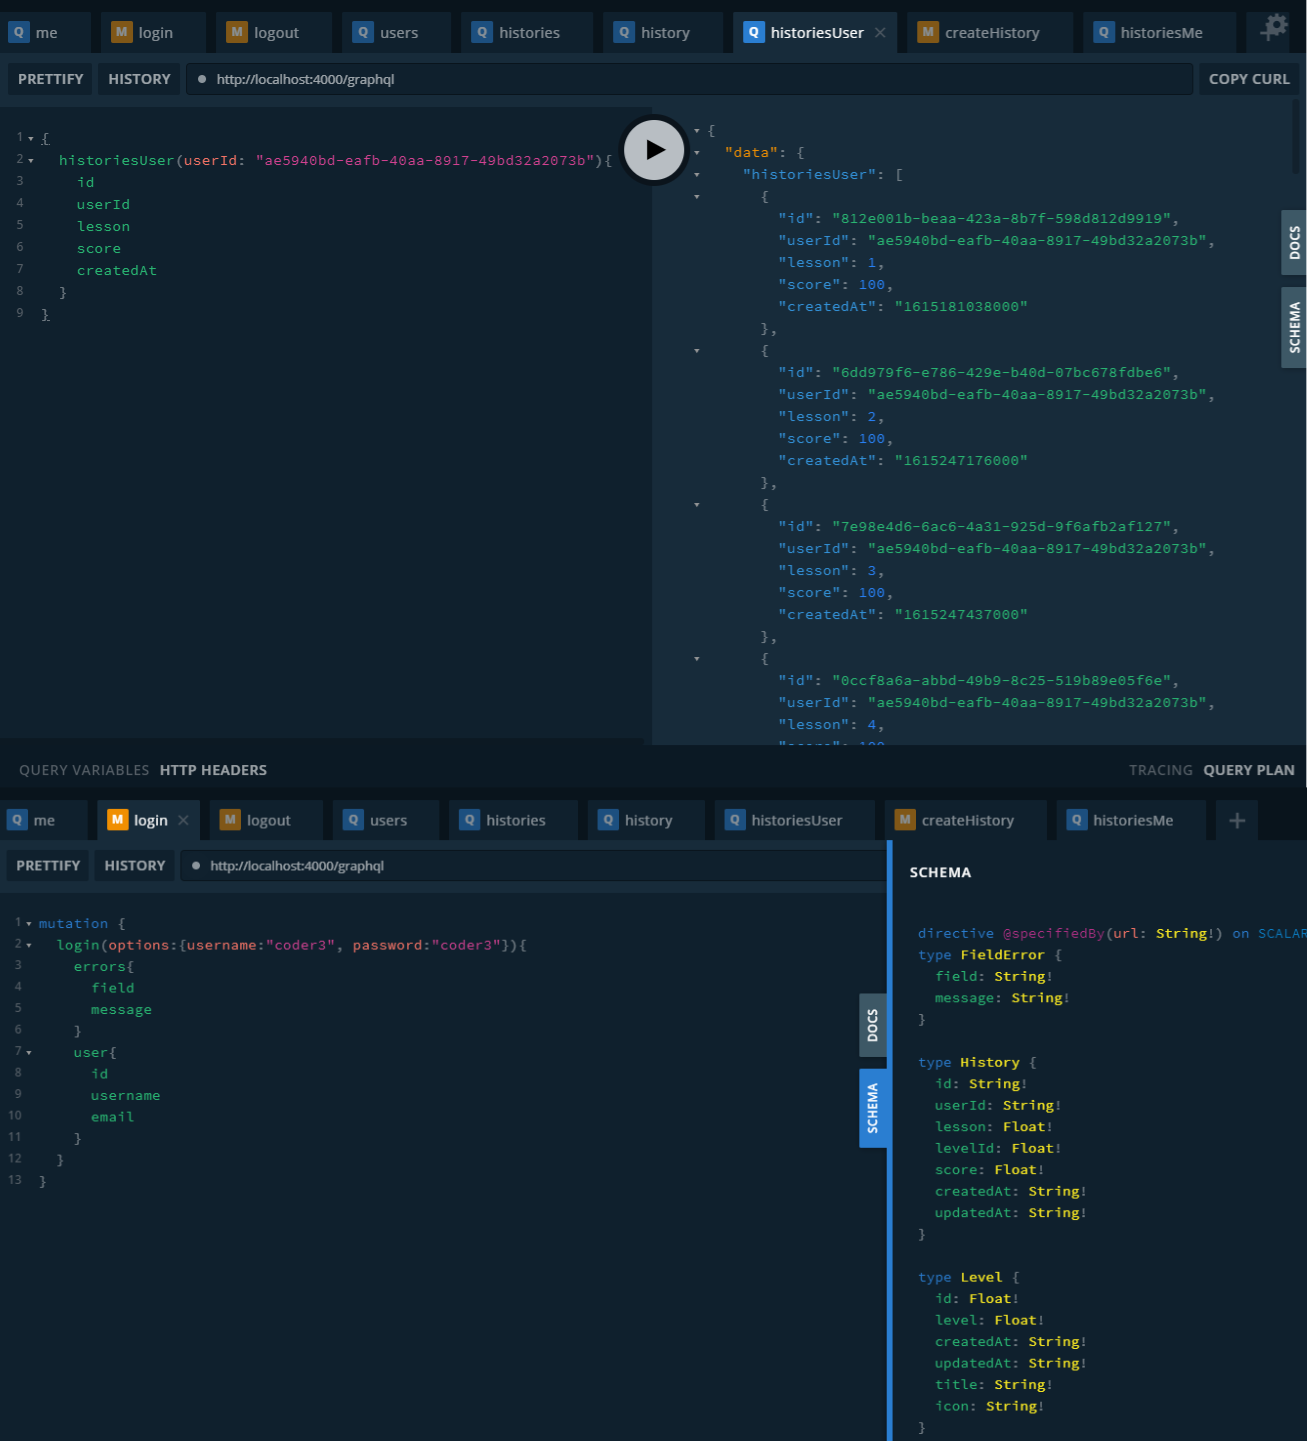 Q me M login M logout Q users Q histories Q history Q historiesUser × M createHistory Q historiesMe
PRETTIFY HISTORY http://localhost:4000/graphql COPY CURL
1 {
2 historiesUser(userId: "ae5940bd-eafb-40aa-8917-49bd32a2073b"){
3 id
4 userId
5 lesson
6 score
7 createdAt
8 }
9 }
{
"data": {
"historiesUser": [
{
"id": "812e001b-beaa-423a-8b7f-598d812d9919",
"userId": "ae5940bd-eafb-40aa-8917-49bd32a2073b",
"lesson": 1,
"score": 100,
"createdAt": "1615181038000"
},
{
"id": "6dd979f6-e786-429e-b40d-07bc678fdbe6",
"userId": "ae5940bd-eafb-40aa-8917-49bd32a2073b",
"lesson": 2,
"score": 100,
"createdAt": "1615247176000"
},
{
"id": "7e98e4d6-6ac6-4a31-925d-9f6afb2af127",
"userId": "ae5940bd-eafb-40aa-8917-49bd32a2073b",
"lesson": 3,
"score": 100,
"createdAt": "1615247437000"
},
{
"id": "0ccf8a6a-abbd-49b9-8c25-519b89e05f6e",
"userId": "ae5940bd-eafb-40aa-8917-49bd32a2073b",
"lesson": 4,
"score": 100
DOCS
SCHEMA
QUERY VARIABLES HTTP HEADERS TRACING QUERY PLAN
Q me M login × M logout Q users Q histories Q history Q historiesUser M createHistory Q historiesMe +
PRETTIFY HISTORY http://localhost:4000/graphql
1 mutation {
2 login(options:{username:"coder3", password:"coder3"}){
3 errors{
4 field
5 message
6 }
7 user{
8 id
9 username
10 email
11 }
12 }
13 }
DOCS
SCHEMA
SCHEMA
directive @specifiedBy(url: String!) on SCALAR
type FieldError {
field: String!
message: String!
}
type History {
id: String!
userId: String!
lesson: Float!
levelId: Float!
score: Float!
createdAt: String!
updatedAt: String!
}
type Level {
id: Float!
level: Float!
createdAt: String!
updatedAt: String!
title: String!
icon: String!
}